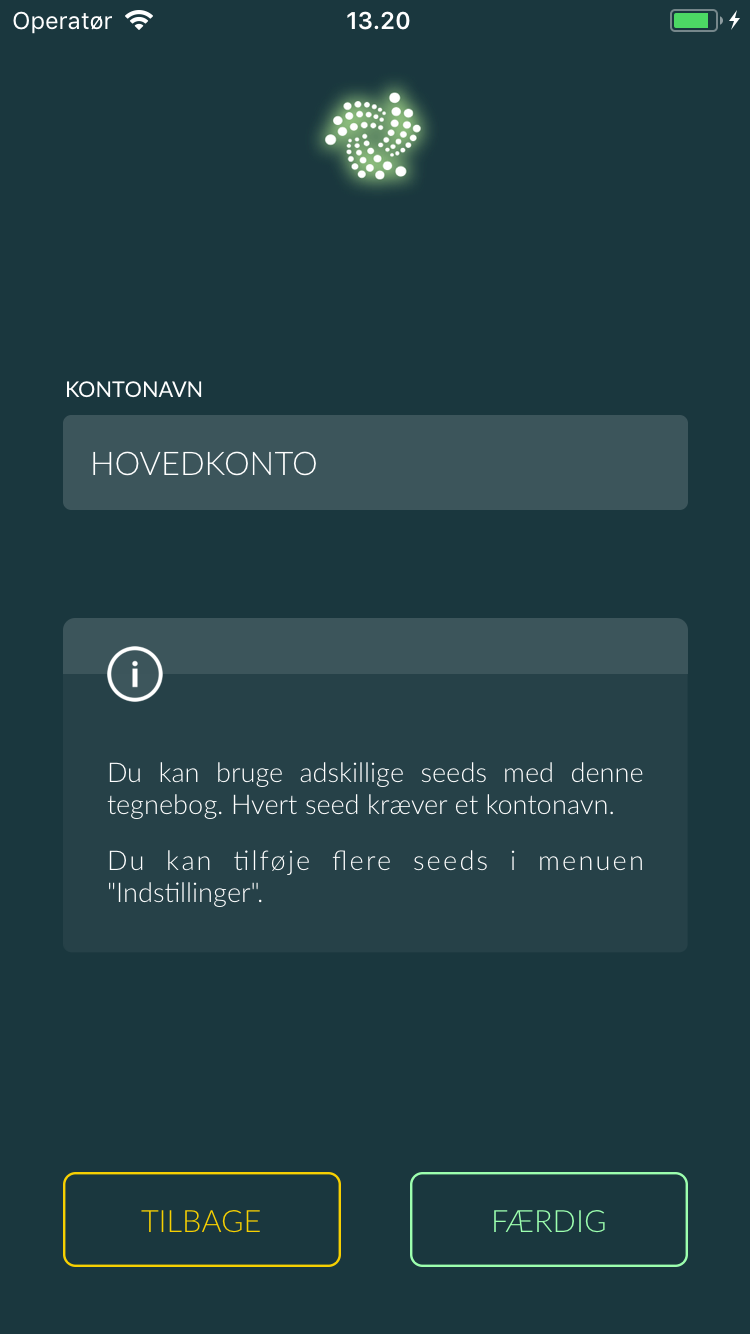 Operatør 13.20
KONTONAVN
HOVEDKONTO
Du kan bruge adskillige seeds med denne
tegnebog. Hvert seed kræver et kontonavn.
Du kan tilføje flere seeds i menuen
"Indstillinger".
TILBAGE FÆRDIG